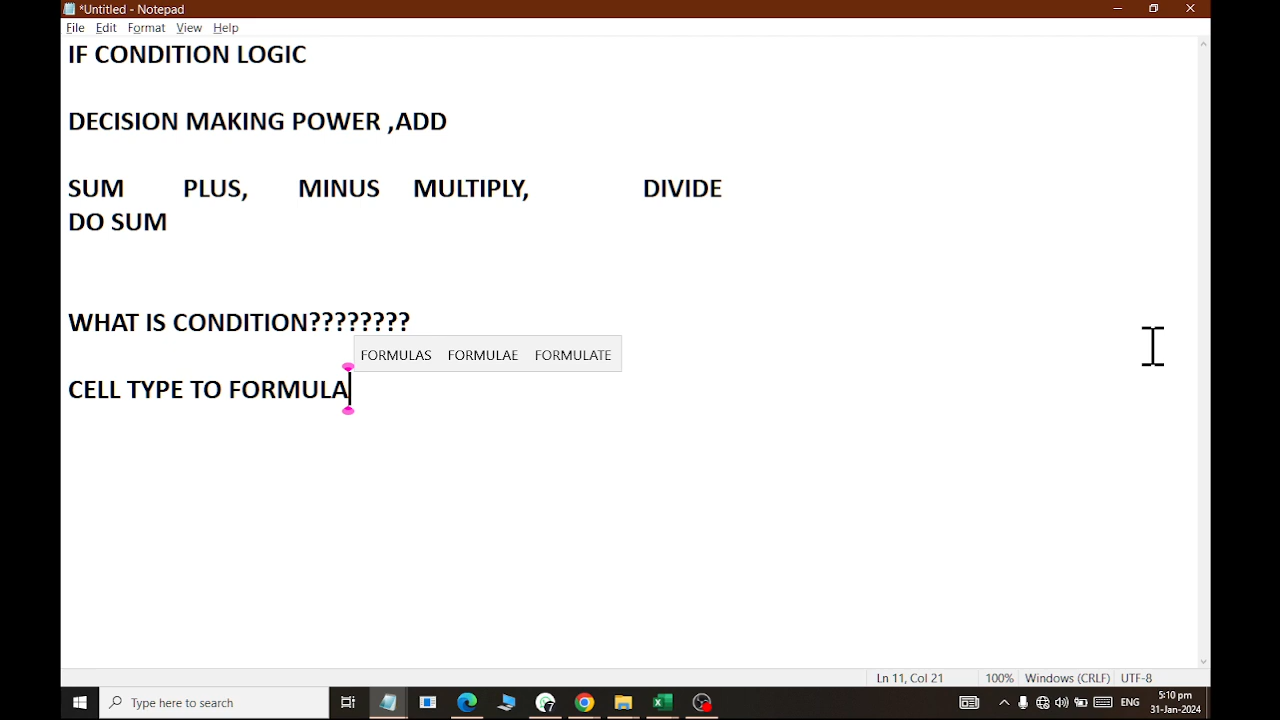 *Untitled - Notepad
File Edit Format View Help
IF CONDITION LOGIC
DECISION MAKING POWER ,ADD
SUM PLUS, MINUS MULTIPLY, DIVIDE
DO SUM
WHAT IS CONDITION????????
FORMULAS FORMULAE FORMULATE
CELL TYPE TO FORMULA
Ln 11, Col 21 100% Windows (CRLF) UTF-8
Type here to search
ENG
5:10 pm
31-Jan-2024